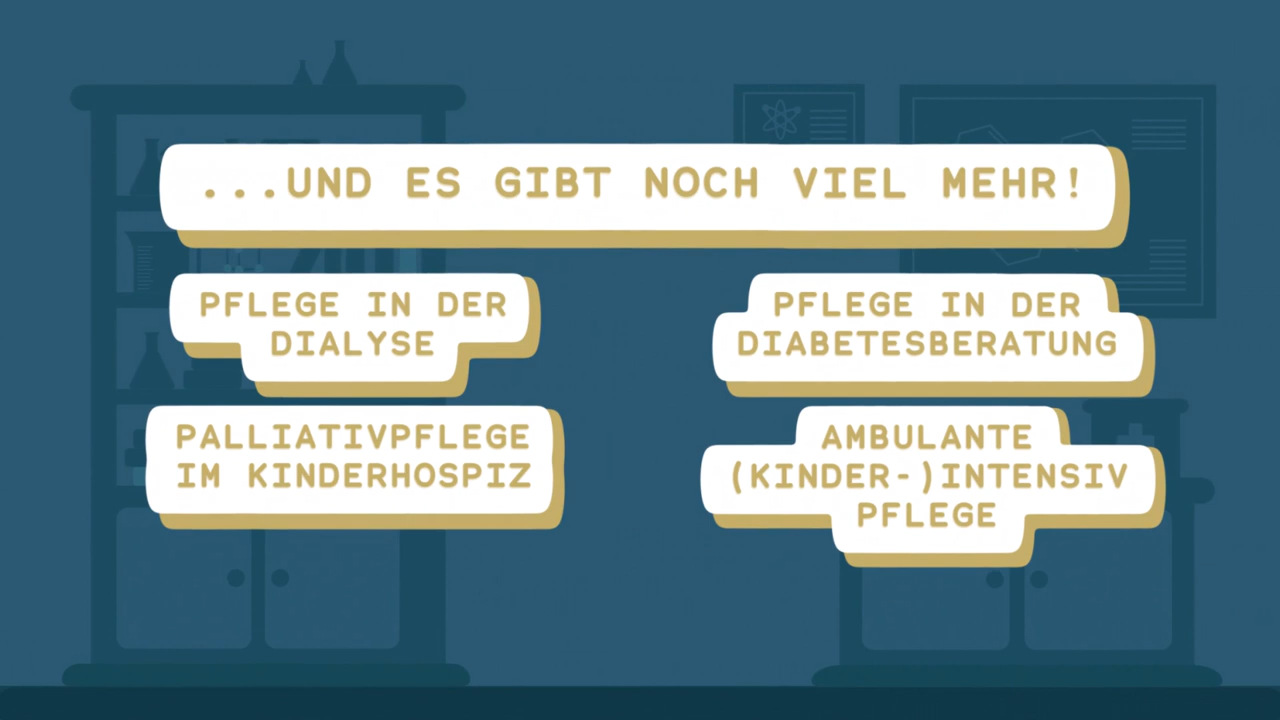 ...UND ES GIBT NOCH VIEL MEHR!
PFLEGE IN DER
DIALYSE
PFLEGE IN DER
DIABETESBERATUNG
PALLIATIVPFLEGE
IM KINDERHOSPIZ
AMBULANTE
(KINDER-)INTENSIV
PFLEGE